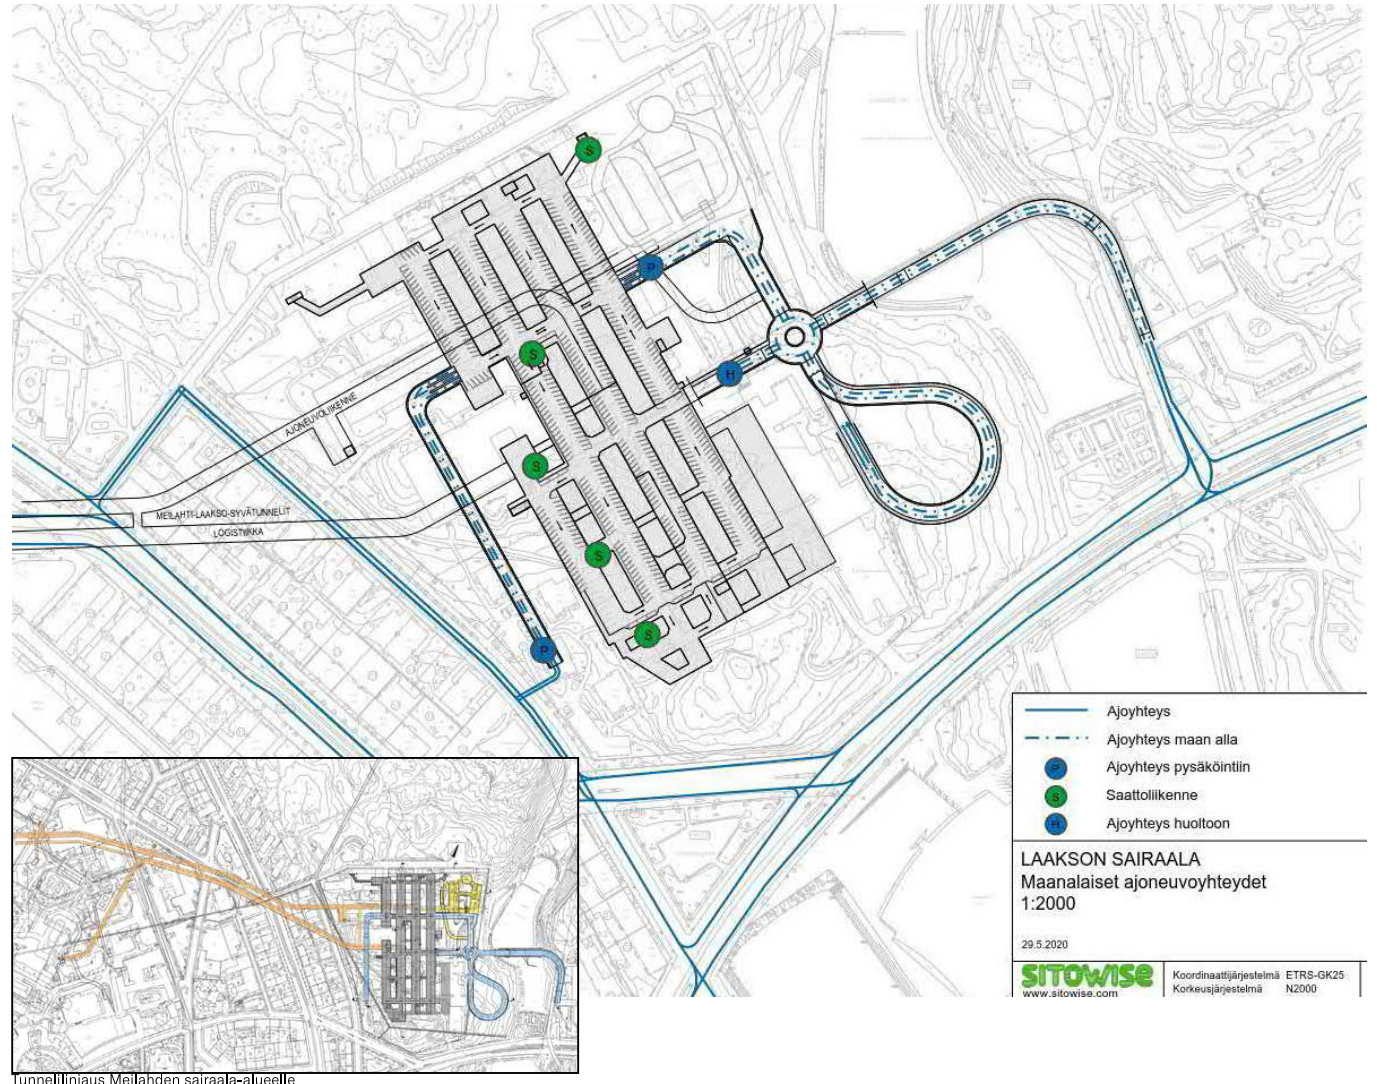 S
P
S
H
AJONEUVOLIIKENNE
S
MEILAHTI-LAAKSO-SYVÄTUNNELIT
LOGISTIIKKA
S
S
P
Ajoyhteys
Ajoyhteys maan alla
P Ajoyhteys pysäköintiin
S Saattoliikenne
H Ajoyhteys huoltoon
LAAKSON SAIRAALA
Maanalaiset ajoneuvoyhteydet
1:2000
29.5.2020
SITOWISE
www.sitowise.com
Koordinaattijärjestelmä ETRS-GK25
Korkeusjärjestelmä N2000
Tunnelilinjaus Meilahden sairaala-alueelle